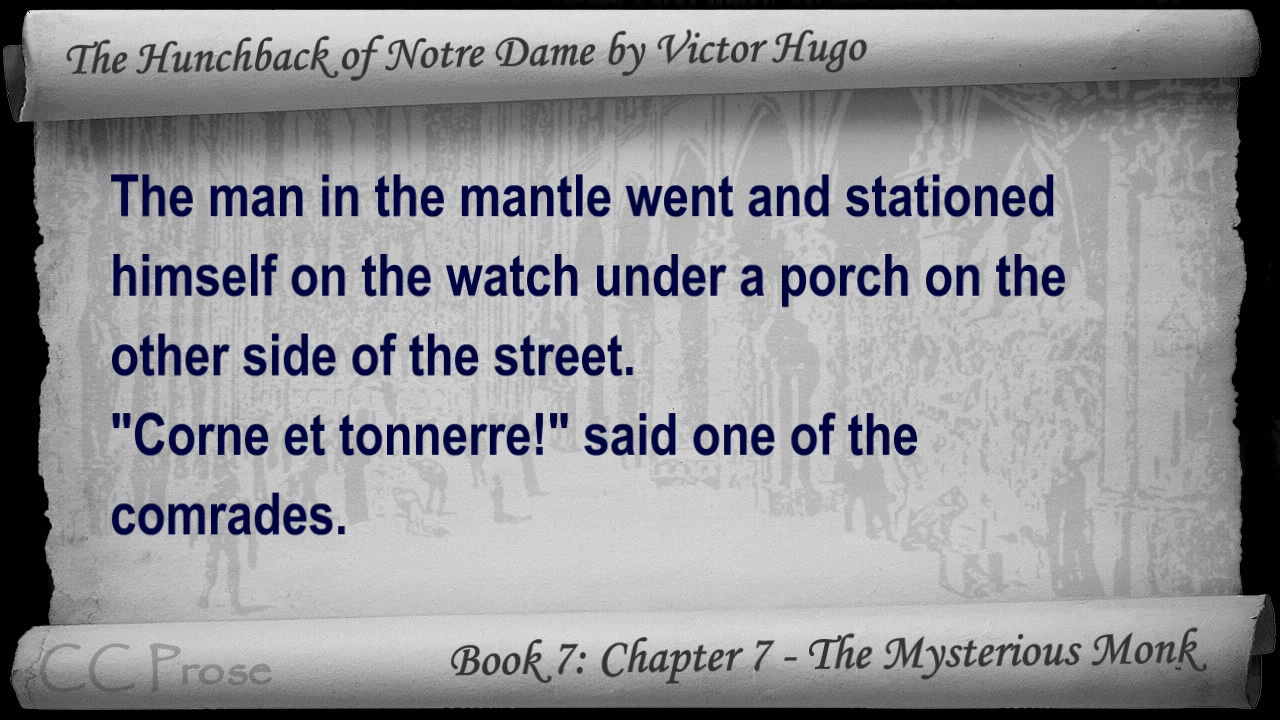 The Hunchback of Notre Dame by Victor Hugo
The man in the mantle went and stationed
himself on the watch under a porch on the
other side of the street.
"Corne et tonnerre!" said one of the
comrades.
CC Prose
Book 7: Chapter 7 - The Mysterious Monk